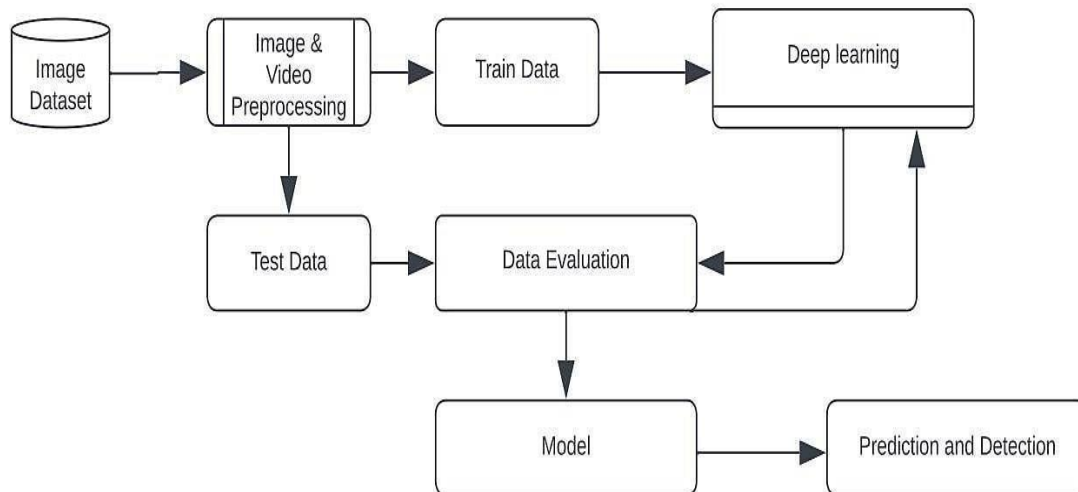 Image
Dataset
Image &
Video
Preprocessing
Train Data
Deep learning
Test Data
Data Evaluation
Model
Prediction and Detection